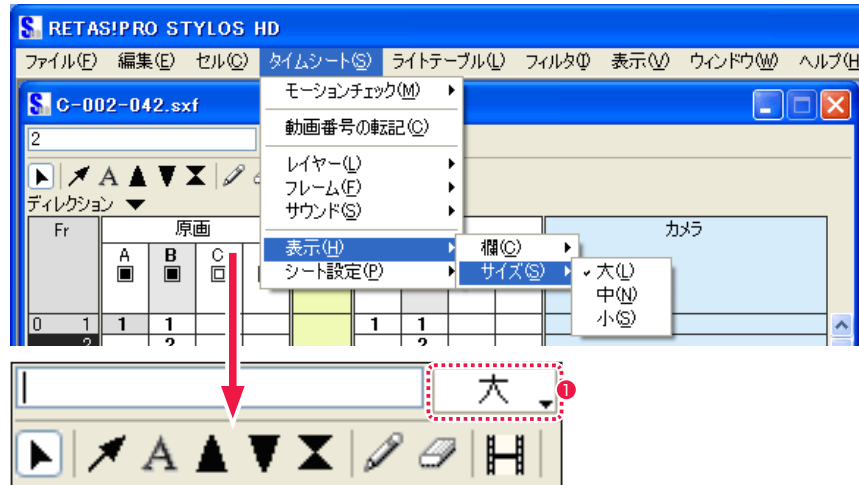 RETAS!PRO STYLOS HD
ファイル(F) 編集(E) セル(C) タイムシート(S) ライトテーブル(L) フィルタ(I) 表示(V) ウィンドウ(W) ヘルプ(H
C-002-042.sxf
モーションチェック(M)
2
動画番号の転記(C)
レイヤー(L)
フレーム(F)
サウンド(S)
ディレクション
Fr 原画 カメラ
表示(H) 欄(C)
A B C
シート設定(P) サイズ(S) 大(L)
中(N)
小(S)
0 1 1 1 1 1
2 2 2
大 1
A